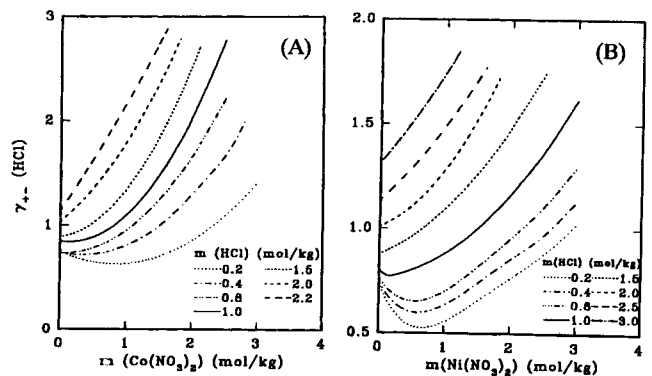 (A)
γ+- (HCl)
3
2
1
0
m (HCl) (mol/kg)
0.2 1.5
0.4 2.0
0.8 2.2
1.0
0 1 2 3 4
m (Co(NO3)2) (mol/kg)
(B)
2.0
1.5
1.0
0.5
m(HCl) (mol/kg)
0.2 1.5
0.4 2.0
0.8 2.5
1.0 3.0
0 1 2 3 4
m(Ni(NO3)2) (mol/kg)